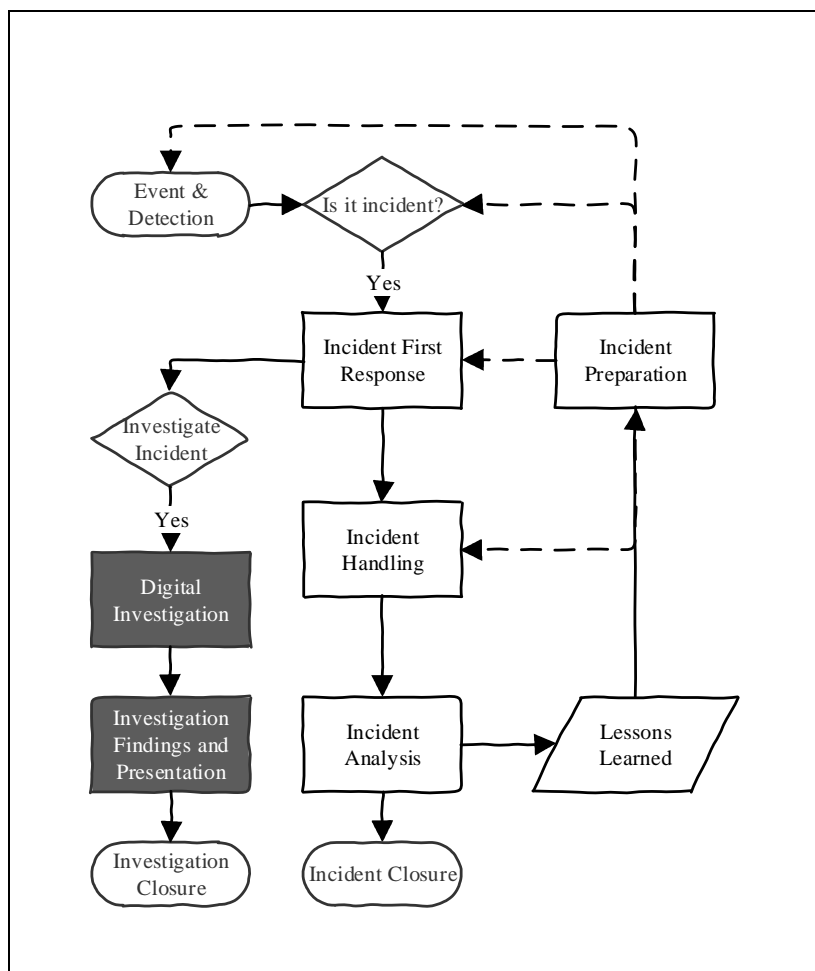 Event &
Detection
Is it incident?
Yes
Incident First
Response
Incident
Preparation
Investigate
Incident
Yes
Incident
Handling
Digital
Investigation
Investigation
Findings and
Presentation
Incident
Analysis
Lessons
Learned
Investigation
Closure
Incident Closure